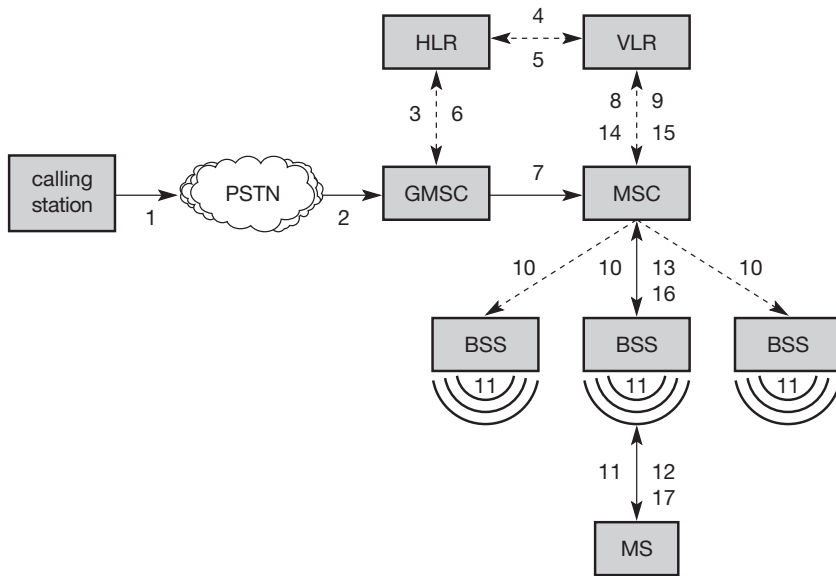 4
HLR
VLR
5
3 6
8 9
14 15
calling
station
PSTN
GMSC
7
MSC
1
2
10
10
13
10
16
BSS
BSS
BSS
11
11
11
11
12
17
MS